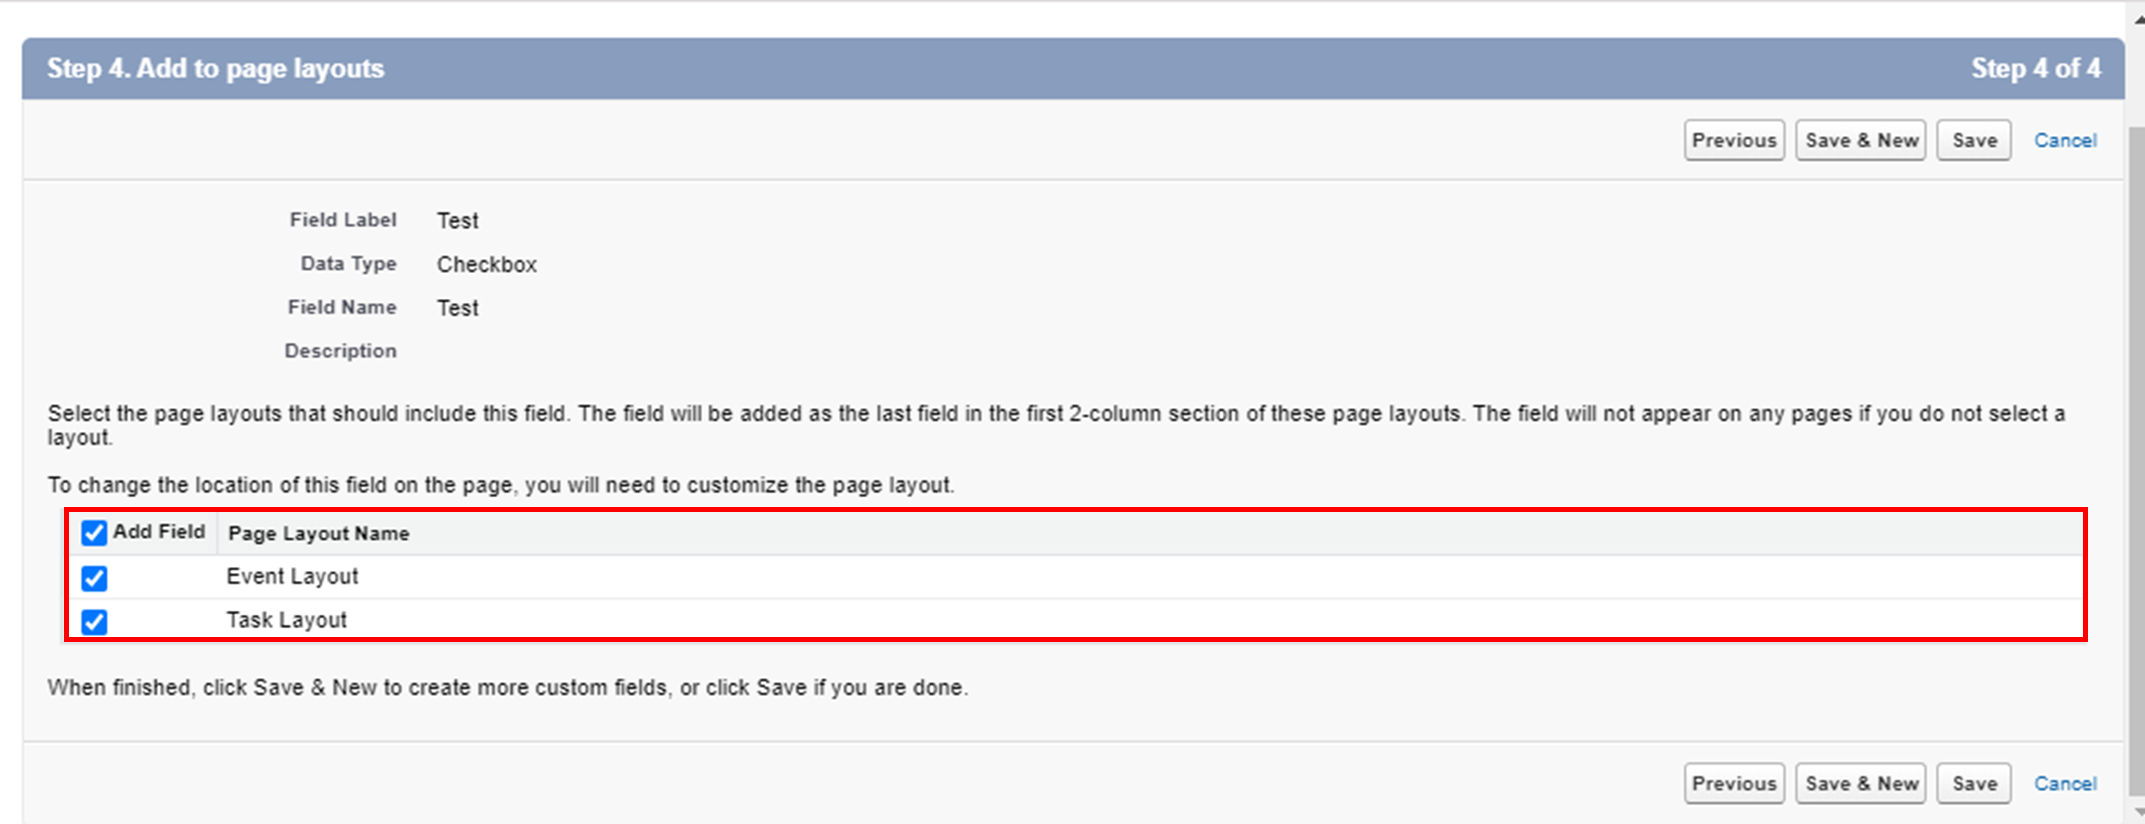 Step 4. Add to page layouts
Step 4 of 4
Previous Save & New Save Cancel
Field Label Test
Data Type Checkbox
Field Name Test
Description
Select the page layouts that should include this field. The field will be added as the last field in the first 2-column section of these page layouts. The field will not appear on any pages if you do not select a
layout.
To change the location of this field on the page, you will need to customize the page layout.
Add Field Page Layout Name
Event Layout
Task Layout
When finished, click Save & New to create more custom fields, or click Save if you are done.
Previous Save & New Save Cancel